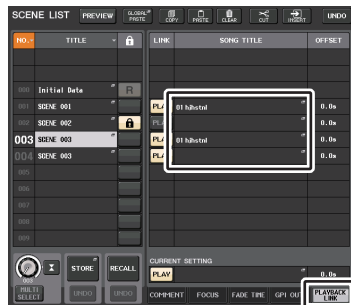 SCENE LIST PREVIEW GLOBAL PASTE COPY PASTE CLEAR CUT INSERT UNDO
NO. TITLE LINK SONG TITLE OFFSET
000 Initial Data R
001 SCENE 001 PLAY 01 hihstnl 0.0s
002 SCENE 002 PLAY 0.0s
003 SCENE 003 PLAY 01 hihstnl 0.0s
004 SCENE 003 PLAY 0.0s
005
006
007
008
009
003 STORE RECALL CURRENT SETTING
PLAY 0.0s
MULTI SELECT UNDO UNDO COMMENT FOCUS FADE TIME GPI OUT PLAYBACK LINK